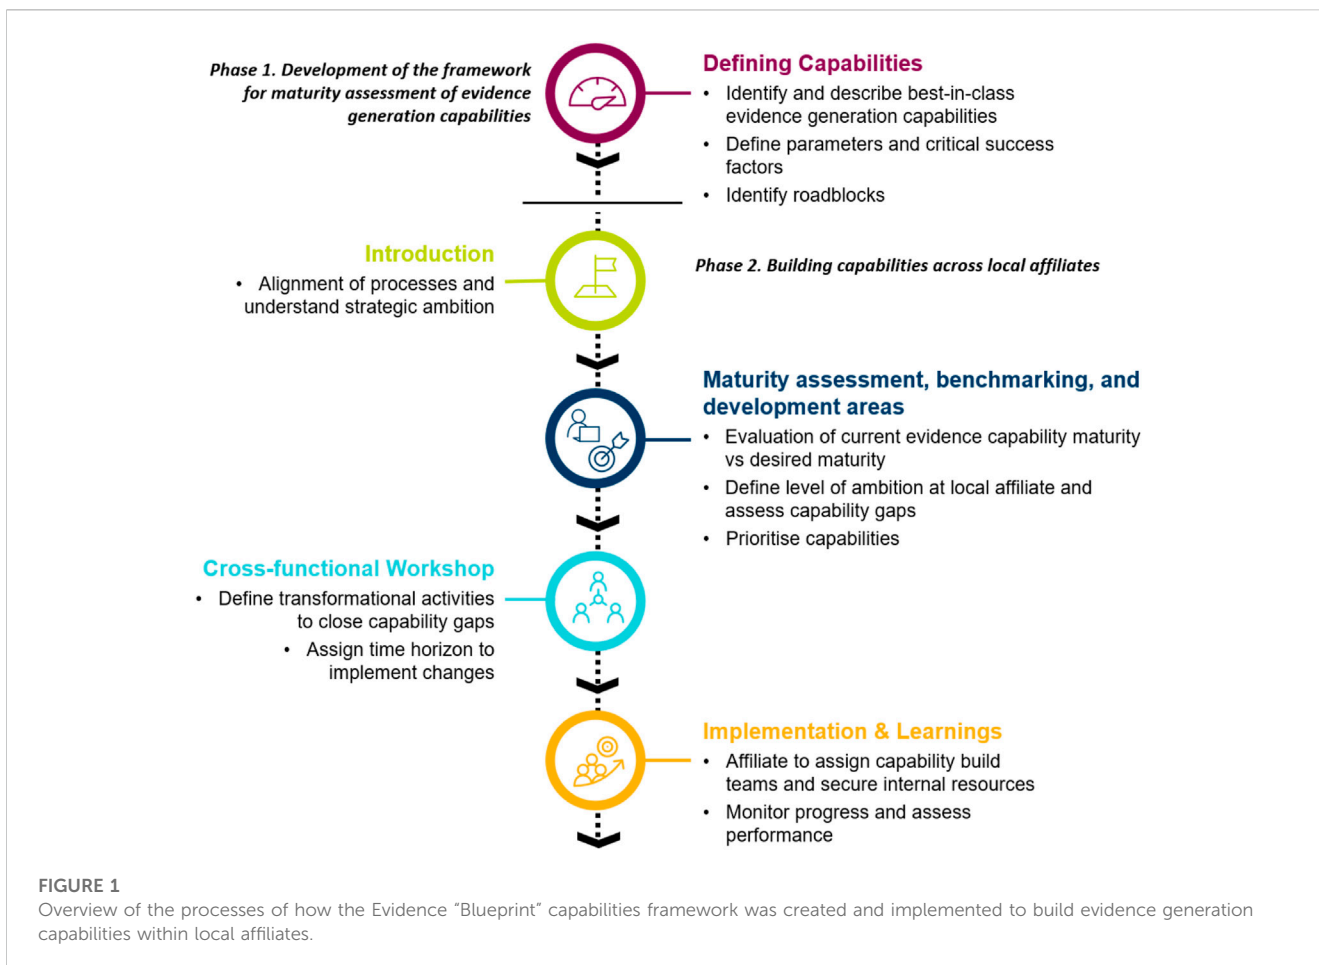 Phase 1. Development of the framework
for maturity assessment of evidence
generation capabilities
Defining Capabilities
• Identify and describe best-in-class
evidence generation capabilities
• Define parameters and critical success
factors
• Identify roadblocks
Introduction
• Alignment of processes and
understand strategic ambition
Phase 2. Building capabilities across local affiliates
Maturity assessment, benchmarking, and
development areas
• Evaluation of current evidence capability maturity
vs desired maturity
• Define level of ambition at local affiliate and
assess capability gaps
• Prioritise capabilities
Cross-functional Workshop
• Define transformational activities
to close capability gaps
• Assign time horizon to
implement changes
Implementation & Learnings
• Affiliate to assign capability build
teams and secure internal resources
• Monitor progress and assess
performance
FIGURE 1
Overview of the processes of how the Evidence “Blueprint” capabilities framework was created and implemented to build evidence generation
capabilities within local affiliates.